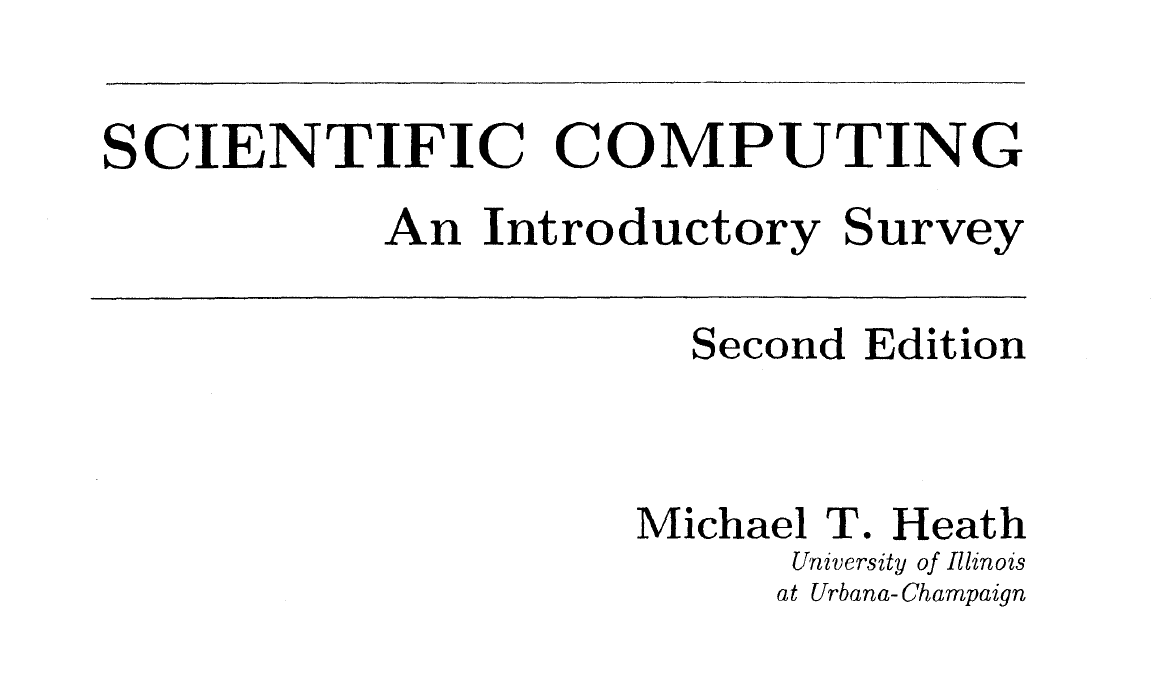 SCIENTIFIC COMPUTING
An Introductory Survey
Second Edition
Michael T. Heath
University of Illinois
at Urbana-Champaign